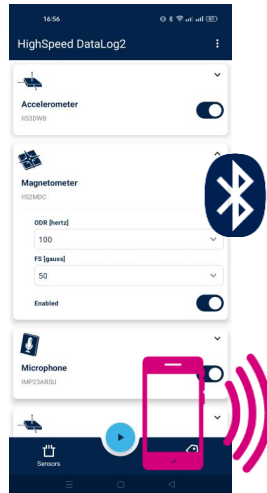 16:56
HighSpeed DataLog2
Accelerometer
IIS3DWB
Magnetometer
IIS2MDC
ODR [hertz]
100
FS [gauss]
50
Enabled
Microphone
IMP23ABSU
Sensors